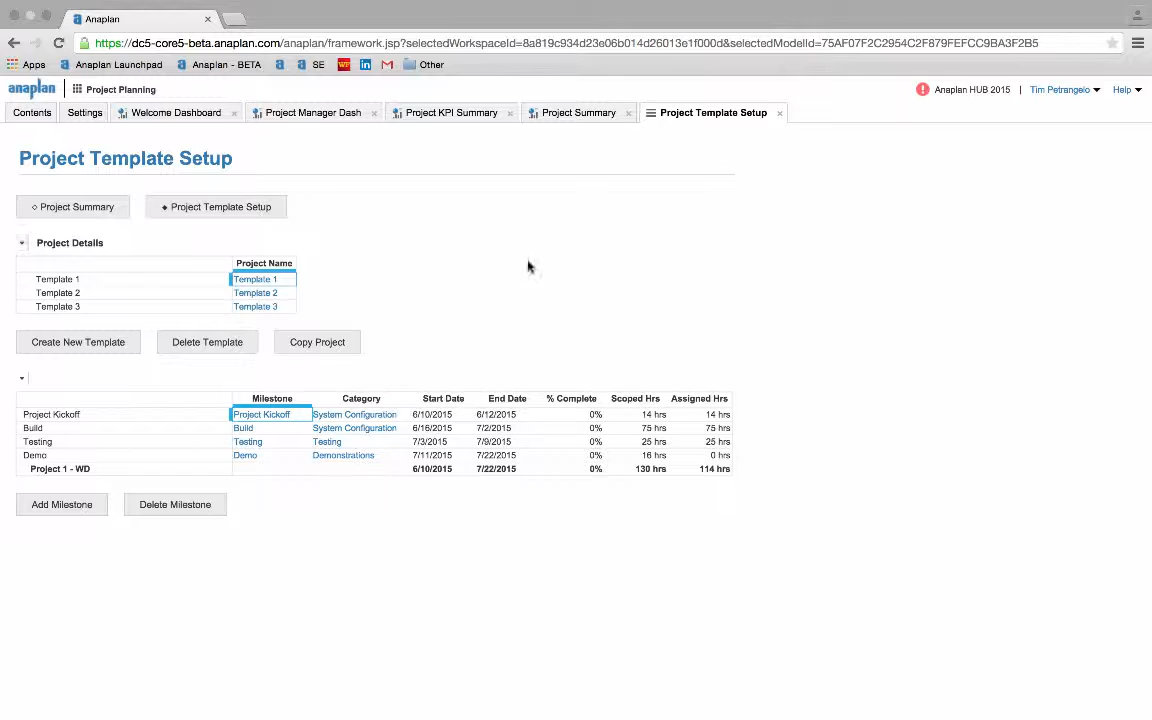 Anaplan
https://dc5-core5-beta.anaplan.com/anaplan/framework.jsp?selectedWorkspaceId=8a819c934d23e06b014d26013e1f000d&selectedModelId=75AF07F2C2954C2F879FEFCC9BA3F2B5
Apps Anaplan Launchpad Anaplan - BETA SE Other
anaplan Project Planning Anaplan HUB 2015 | Tim Petrangelo Help
Contents Settings Welcome Dashboard Project Manager Dash Project KPI Summary Project Summary Project Template Setup
Project Template Setup
Project Summary Project Template Setup
Project Details
Project Name
Template 1 Template 1
Template 2 Template 2
Template 3 Template 3
Create New Template Delete Template Copy Project
Milestone Category Start Date End Date % Complete Scoped Hrs Assigned Hrs
Project Kickoff Project Kickoff System Configuration 6/10/2015 6/12/2015 0% 14 hrs 14 hrs
Build Build System Configuration 6/16/2015 7/2/2015 0% 75 hrs 75 hrs
Testing Testing Testing 7/3/2015 7/9/2015 0% 25 hrs 25 hrs
Demo Demo Demonstrations 7/11/2015 7/22/2015 0% 16 hrs 0 hrs
Project 1 - WD 6/10/2015 7/22/2015 0% 130 hrs 114 hrs
Add Milestone Delete Milestone